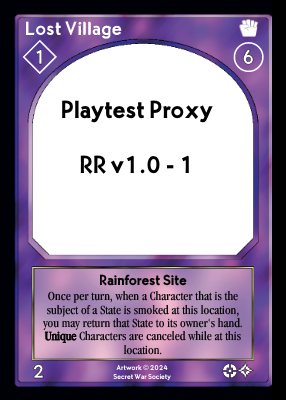 Lost Village
1
6
Playtest Proxy
RR v1.0 - 1
Rainforest Site
Once per turn, when a Character that is the
subject of a State is smoked at this location,
you may return that State to its owner's hand.
Unique Characters are canceled while at this
location.
2
Artwork © 2024
Secret War Society